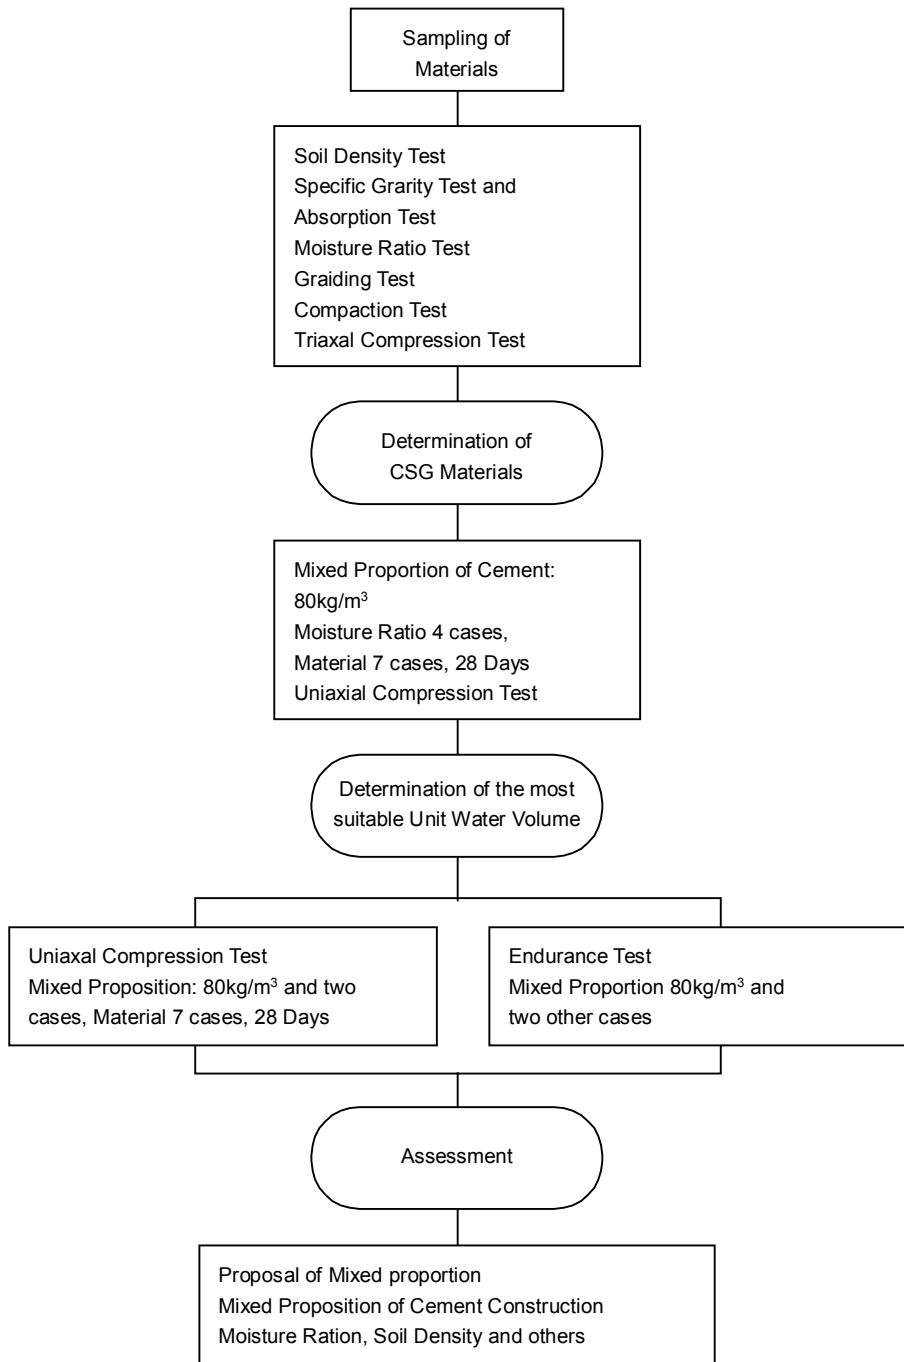 Sampling of
Materials
Soil Density Test
Specific Grarity Test and
Absorption Test
Moisture Ratio Test
Graiding Test
Compaction Test
Triaxal Compression Test
Determination of
CSG Materials
Mixed Proportion of Cement:
80kg/m³
Moisture Ratio 4 cases,
Material 7 cases, 28 Days
Uniaxial Compression Test
Determination of the most
suitable Unit Water Volume
Uniaxal Compression Test
Mixed Proposition: 80kg/m³ and two
cases, Material 7 cases, 28 Days
Endurance Test
Mixed Proportion 80kg/m³ and
two other cases
Assessment
Proposal of Mixed proportion
Mixed Proposition of Cement Construction
Moisture Ration, Soil Density and others